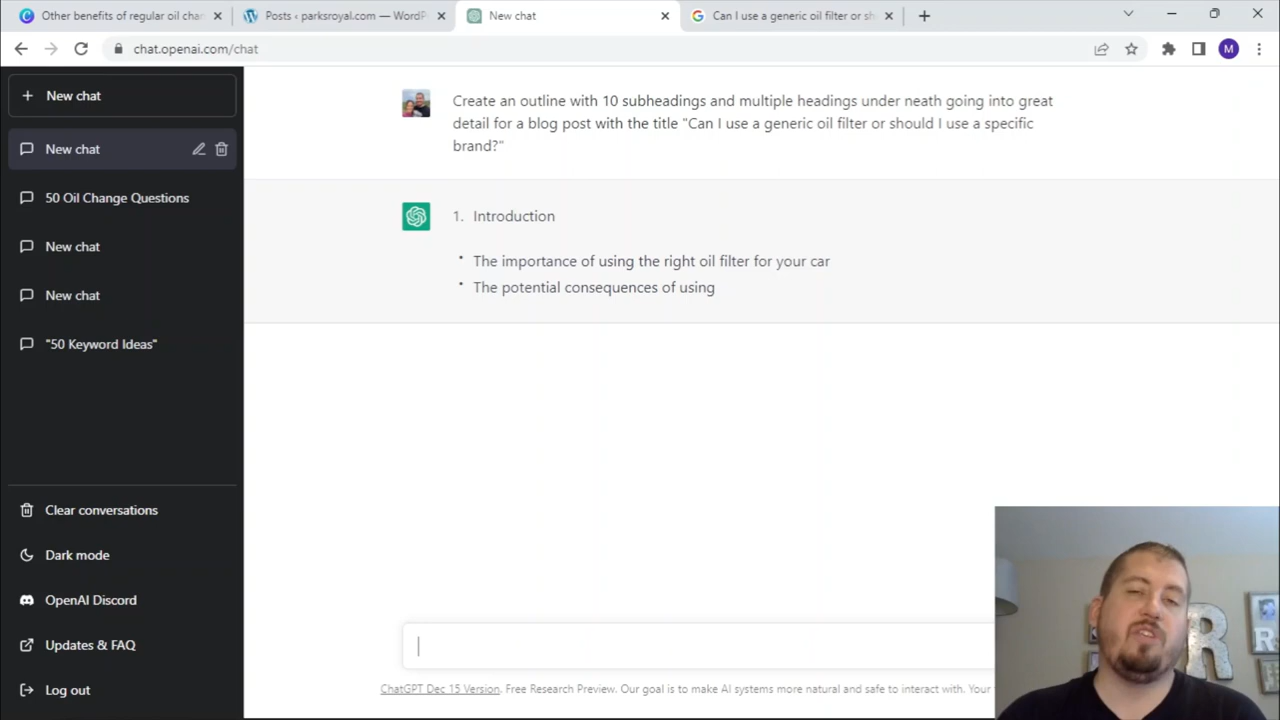 Other benefits of regular oil chan
Posts ‹ parksroyal.com — WordP
New chat
Can I use a generic oil filter or sh
chat.openai.com/chat
M
New chat
New chat
50 Oil Change Questions
New chat
New chat
"50 Keyword Ideas"
Clear conversations
Dark mode
OpenAI Discord
Updates & FAQ
Log out
Create an outline with 10 subheadings and multiple headings under neath going into great
detail for a blog post with the title "Can I use a generic oil filter or should I use a specific
brand?"
1. Introduction
• The importance of using the right oil filter for your car
• The potential consequences of using
ChatGPT Dec 15 Version. Free Research Preview. Our goal is to make AI systems more natural and safe to interact with. Your
R
R